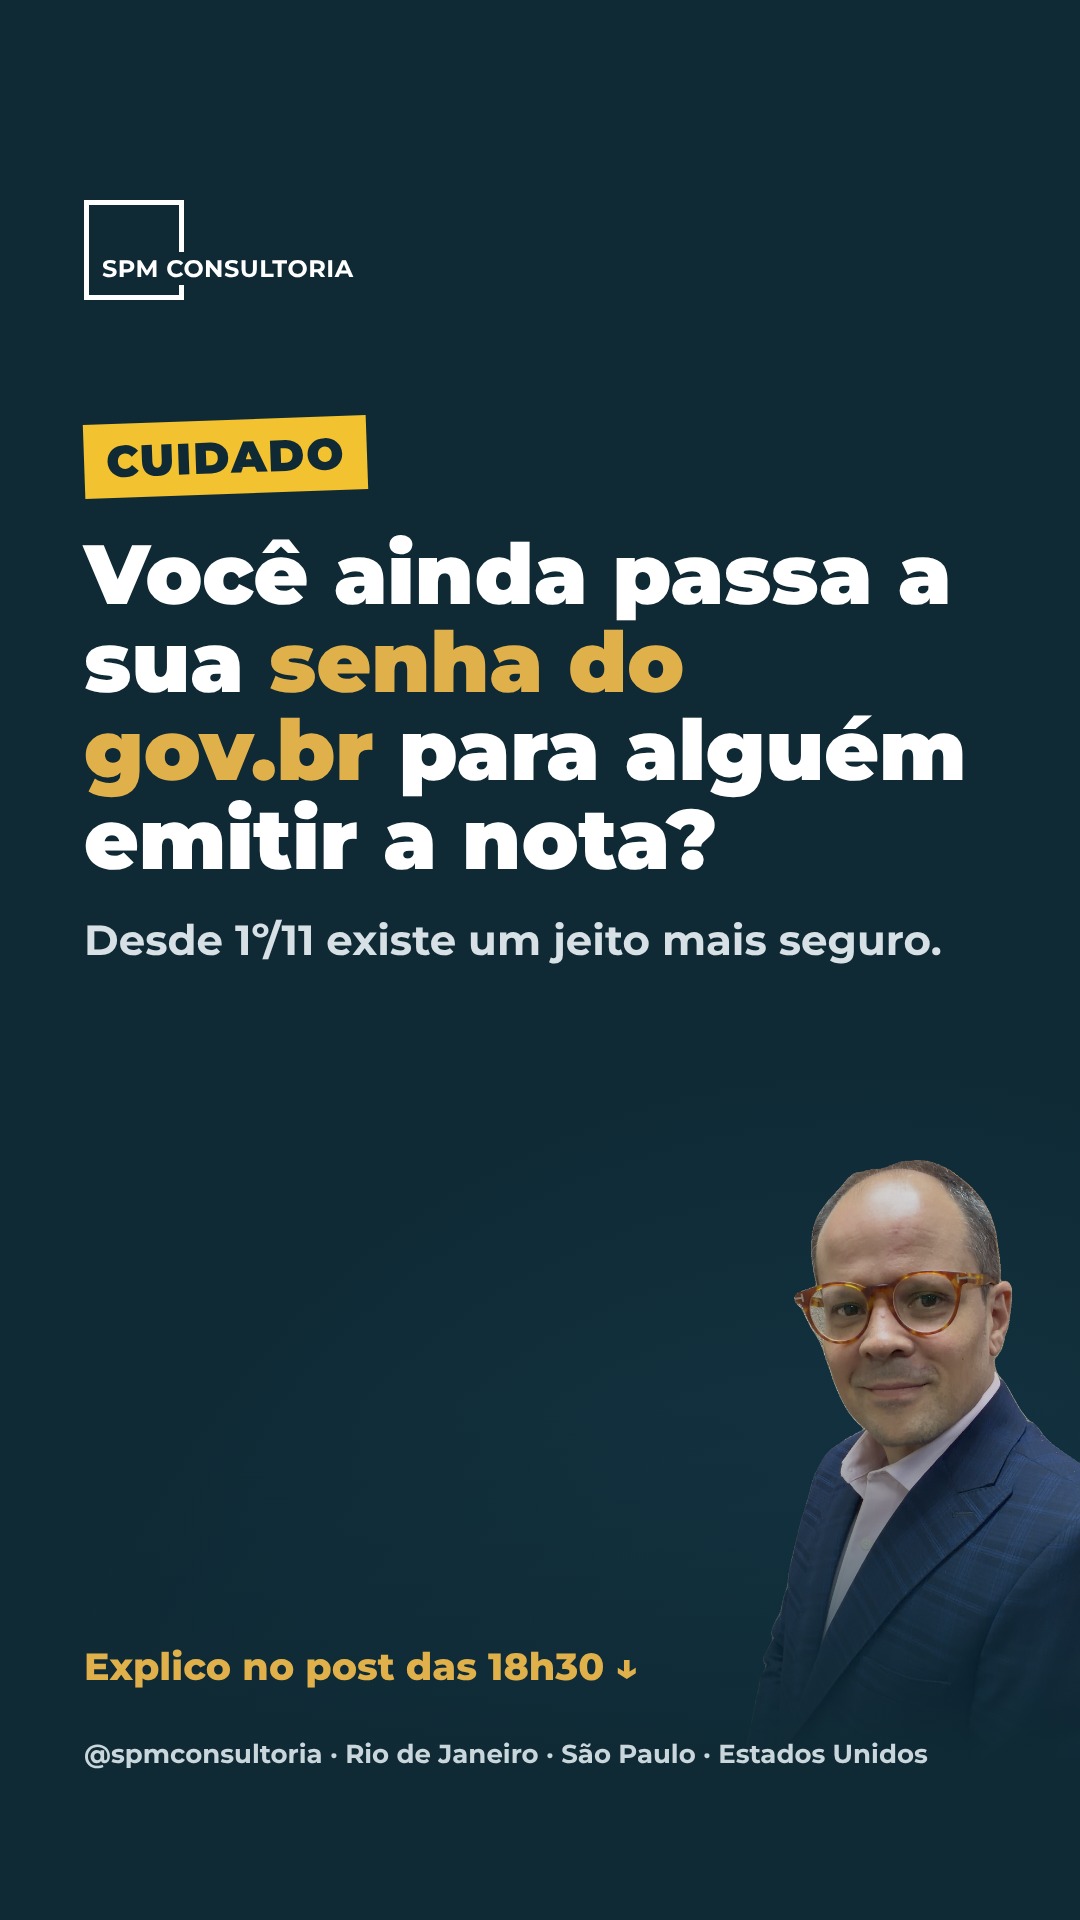 SPM CONSULTORIA
CUIDADO
Você ainda passa a
sua senha do
gov.br para alguém
emitir a nota?
Desde 1º/11 existe um jeito mais seguro.
Explico no post das 18h30 ↓
@spmconsultoria · Rio de Janeiro · São Paulo · Estados Unidos